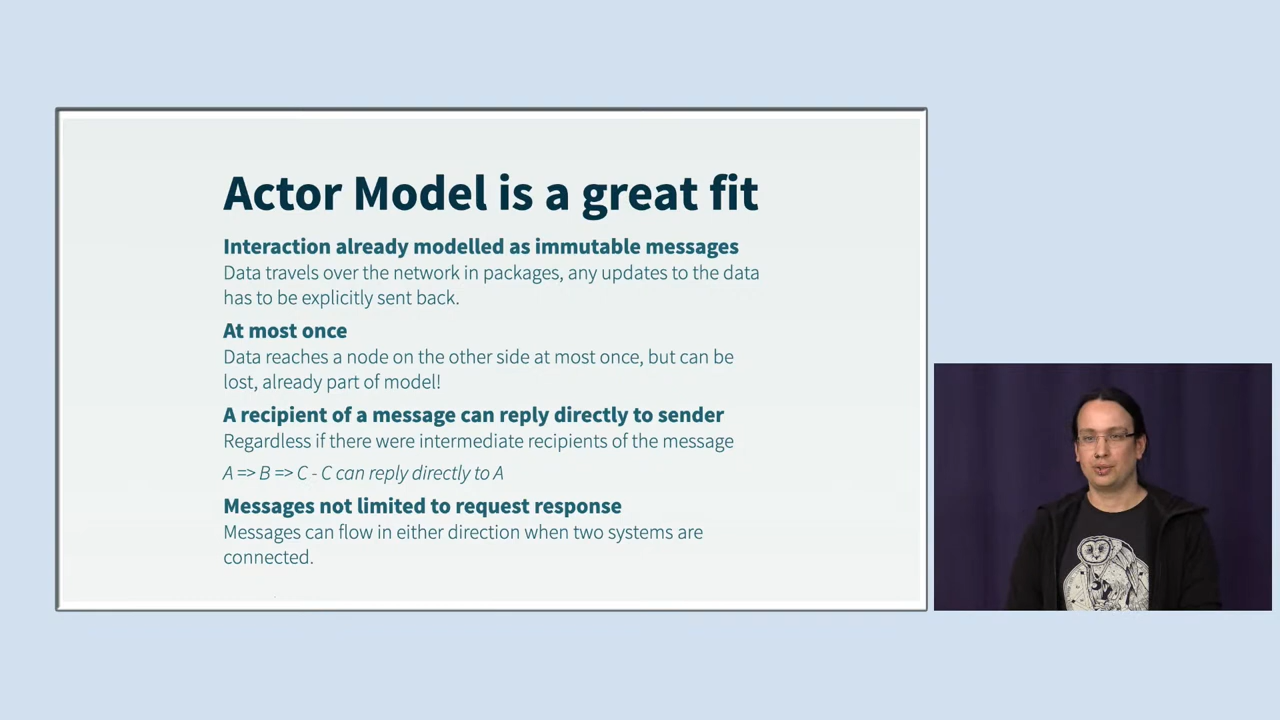 Actor Model is a great fit
Interaction already modelled as immutable messages
Data travels over the network in packages, any updates to the data
has to be explicitly sent back.
At most once
Data reaches a node on the other side at most once, but can be
lost, already part of model!
A recipient of a message can reply directly to sender
Regardless if there were intermediate recipients of the message
A => B => C - C can reply directly to A
Messages not limited to request response
Messages can flow in either direction when two systems are
connected.